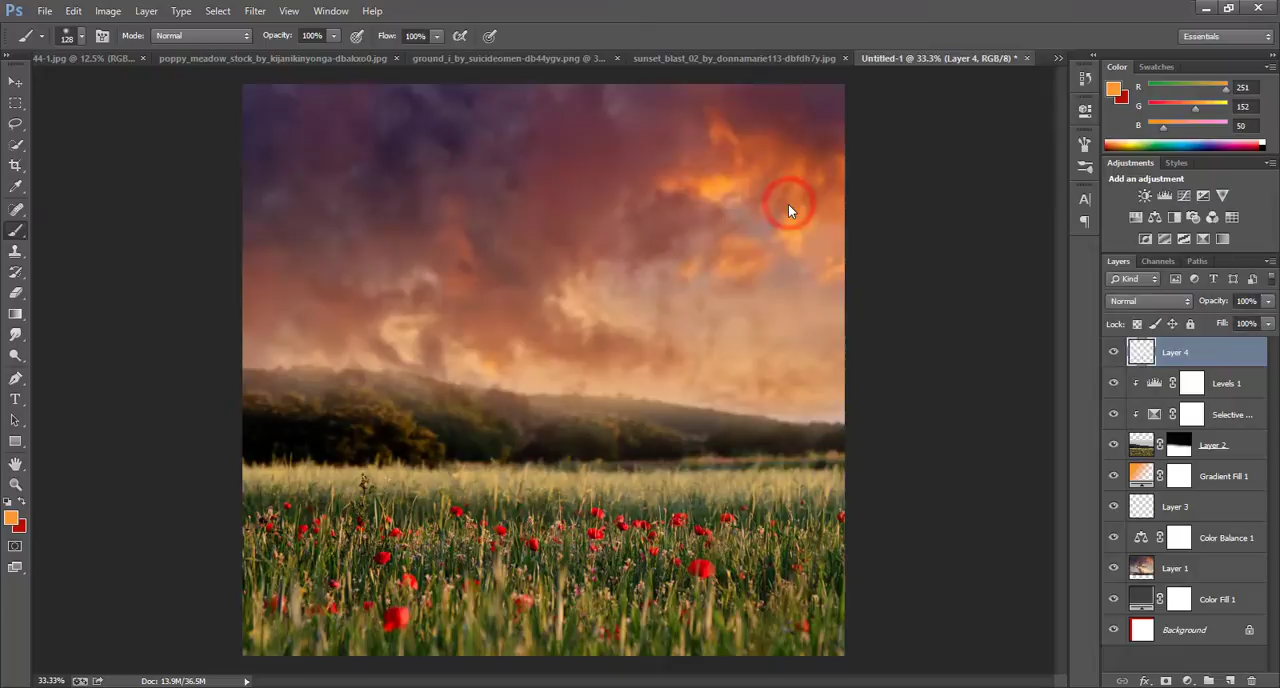 Ps File Edit Image Layer Type Select Filter View Window Help
128 Mode: Normal Opacity: 100% Flow: 100% Essentials
44-1.jpg @ 12.5% (RGB... × poppy_meadow_stock_by_kijanikinyonga-dbakxo0.jpg × ground_i_by_suicideomen-db44ygv.png @ 3... × sunset_blast_02_by_donnamarie113-dbfdh7y.jpg × Untitled-1 @ 33.3% (Layer 4, RGB/8) * ×
Color Swatches
R 251
G 152
B 50
Adjustments Styles
Add an adjustment
Layers Channels Paths
Kind
Normal Opacity: 100%
Lock: Fill: 100%
Layer 4
Levels 1
Selective ...
Layer 2
Gradient Fill 1
Layer 3
Color Balance 1
Layer 1
Color Fill 1
Background
33.33% Doc: 13.9M/36.5M